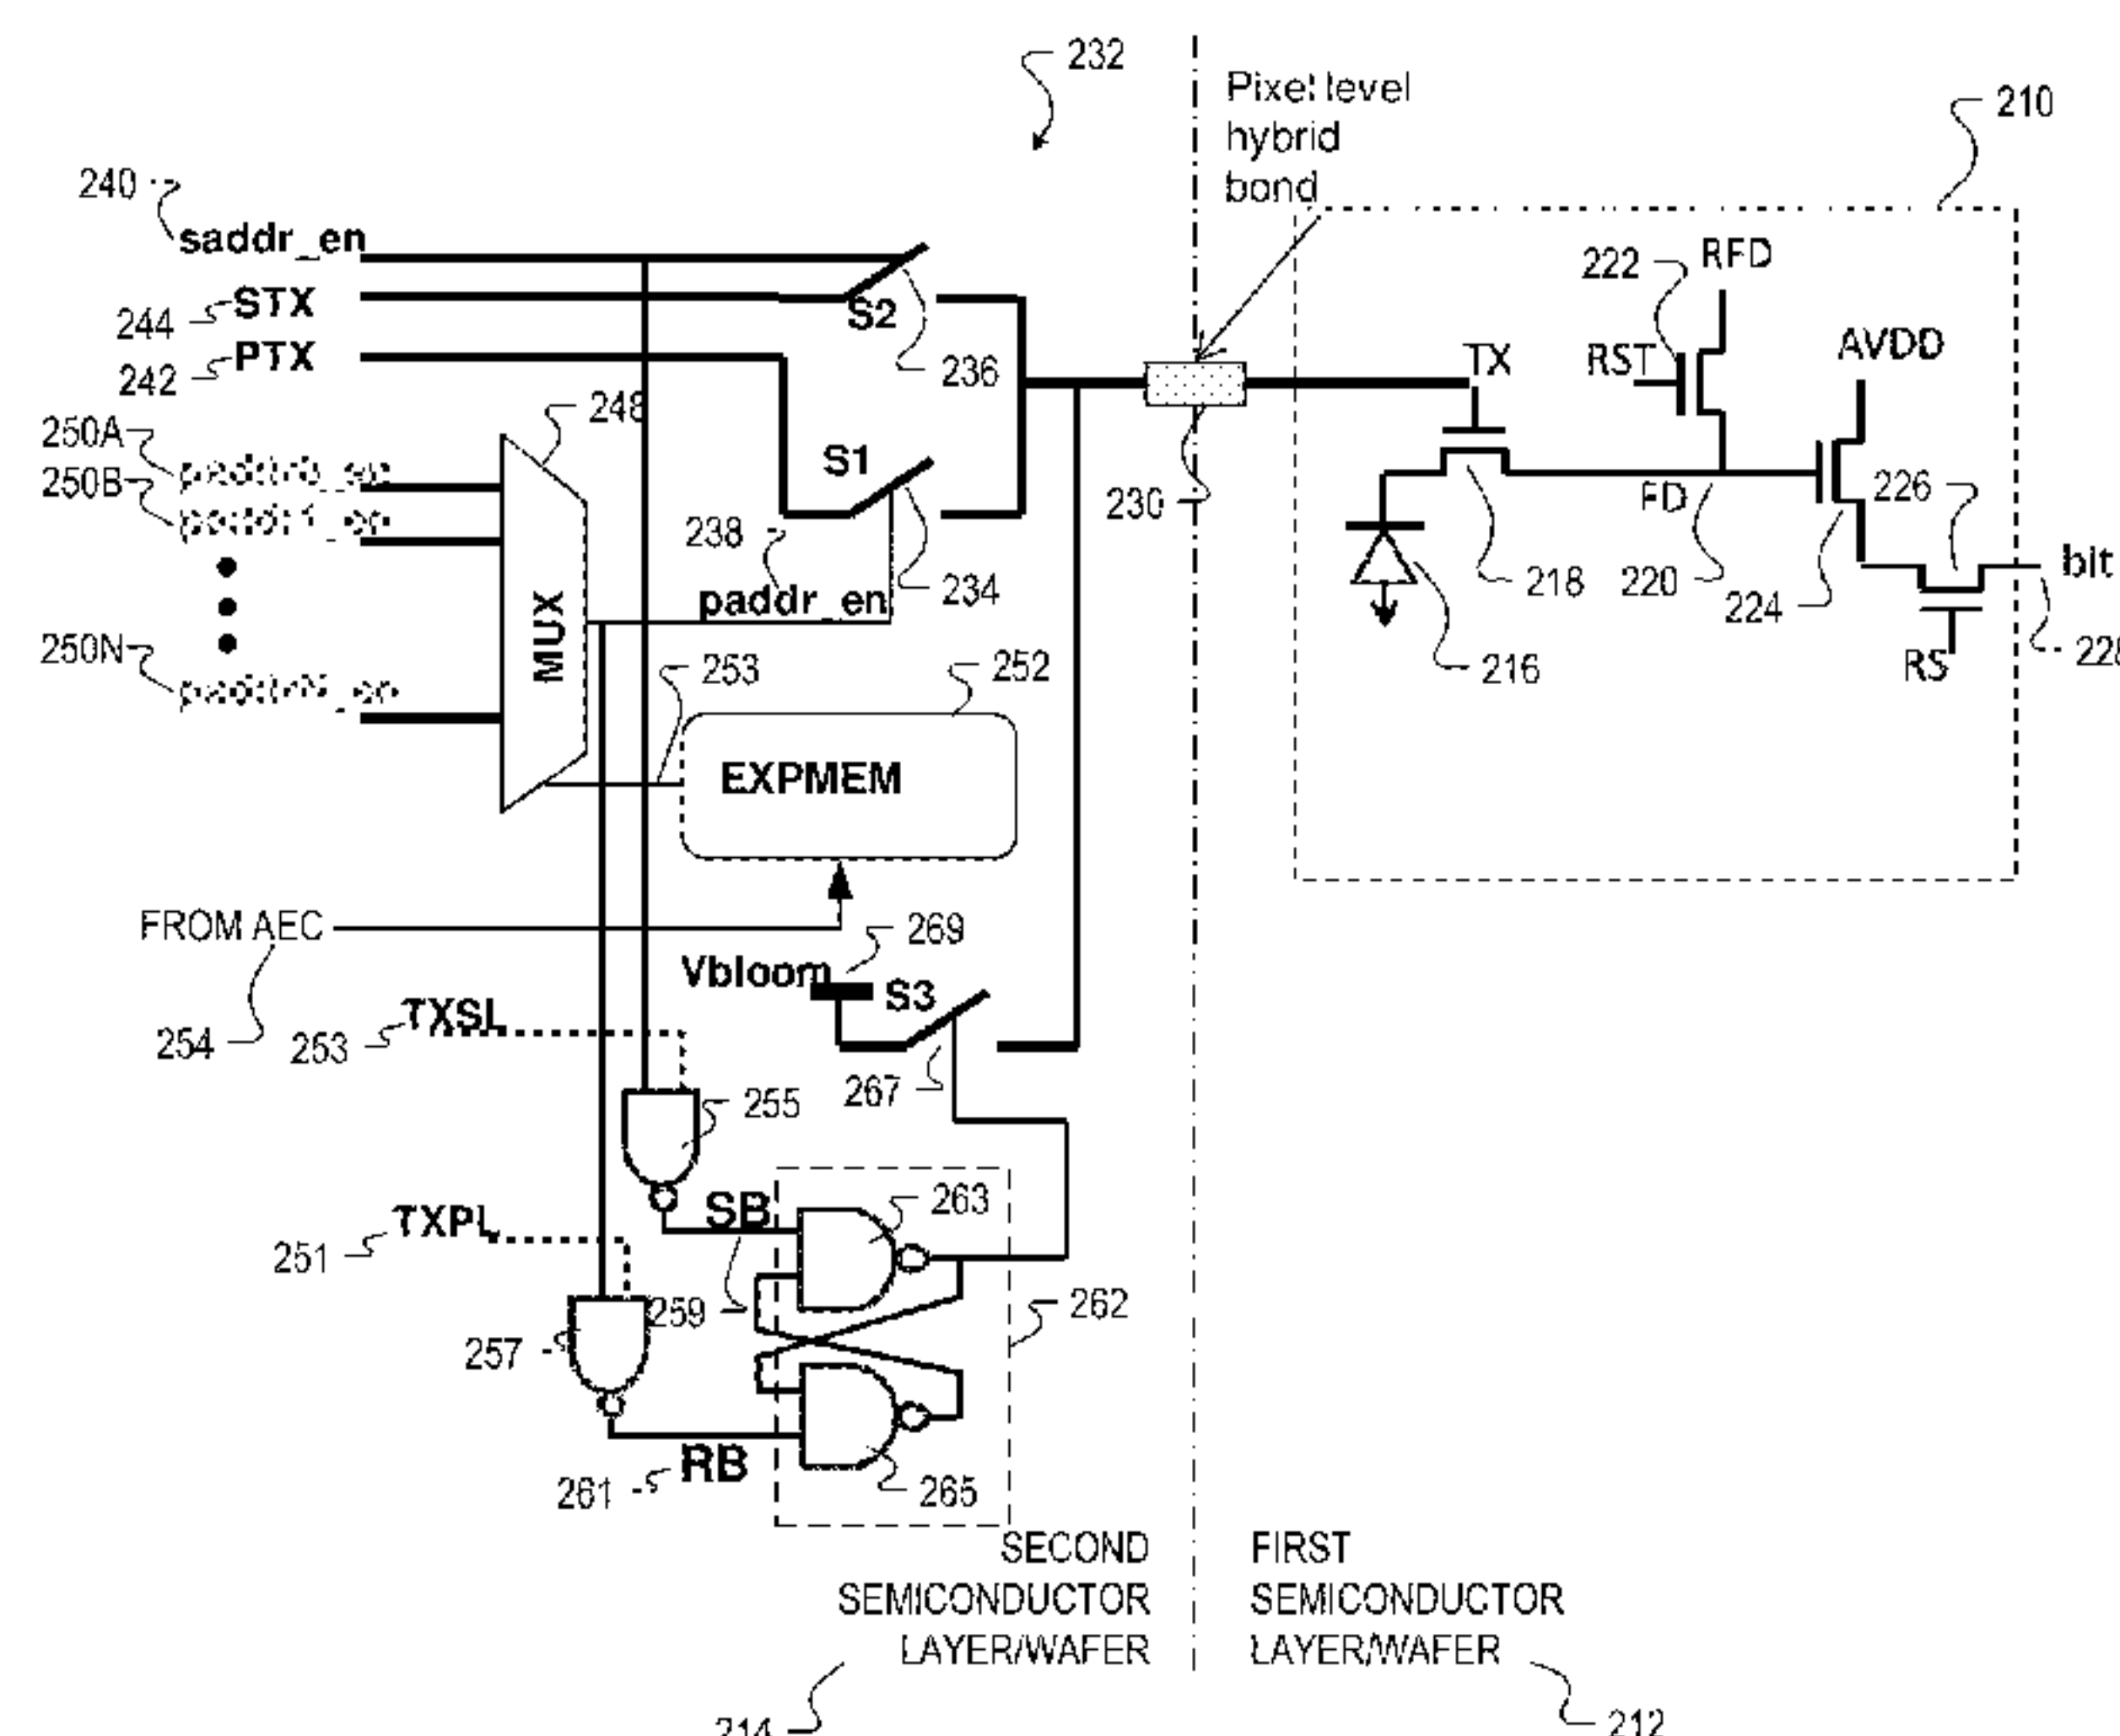 232
Pixel level
hybrid
bond
210
240
saddr_en
244
STX
S2
242
PTX
236
222
RFD
RST
AVDD
TX
248
250A
250B
S1
238
paddr_en
234
230
FD
226
218
220
224
bit
228
RS
216
250N
MUX
253
252
EXPMEM
FROM AEC
254
Vbloom
269
S3
267
253
TXSL
255
SB
263
251
TXPL
259
262
257
261
RB
265
SECOND
SEMICONDUCTOR
LAYER/WAFER
FIRST
SEMICONDUCTOR
LAYER/WAFER
214
212